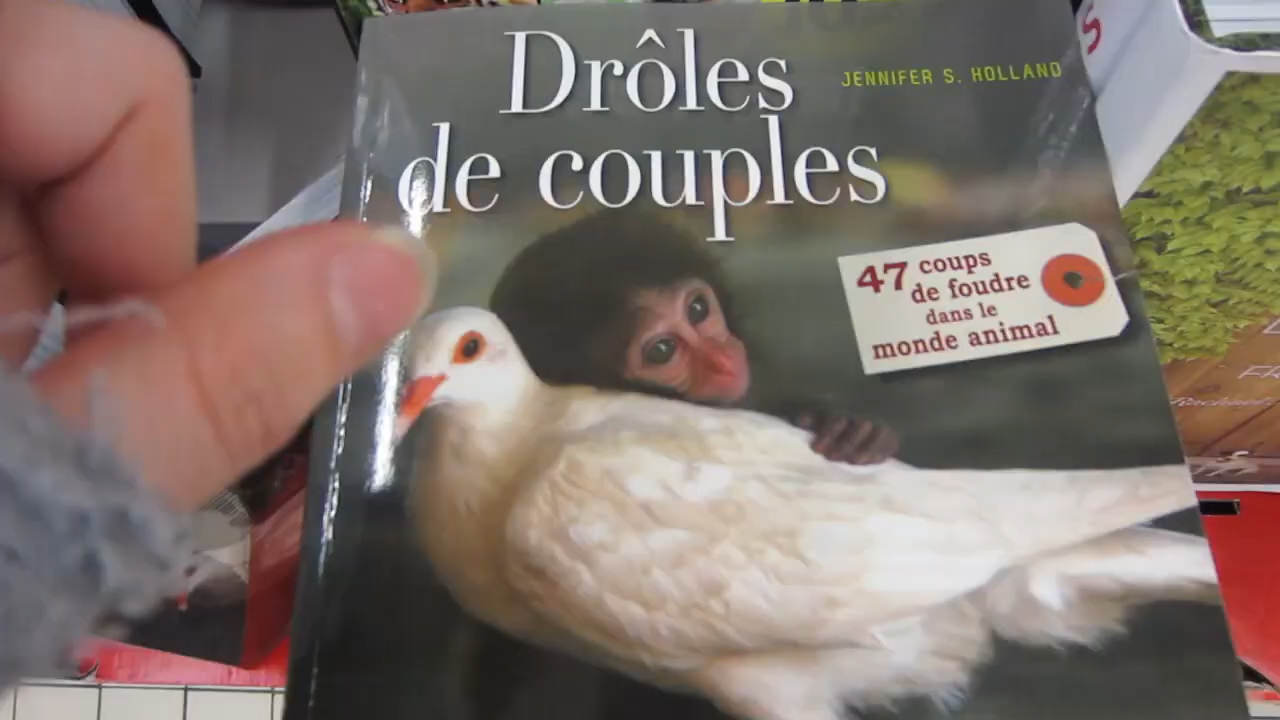 Drôles
de couples
JENNIFER S. HOLLAND
47 coups
de foudre
dans le
monde animal
S